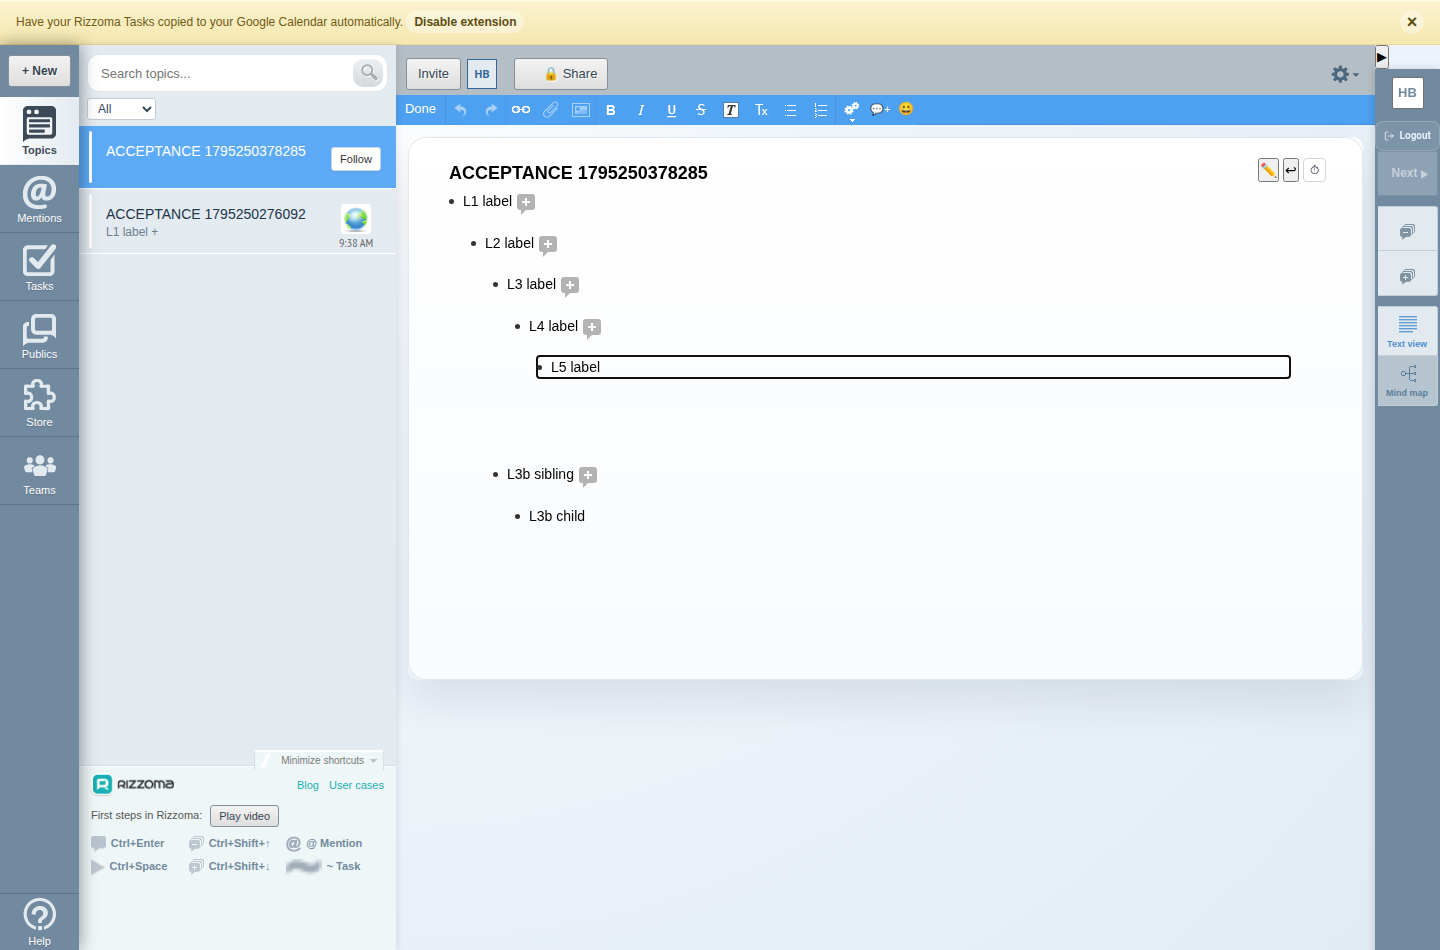 Have your Rizzoma Tasks copied to your Google Calendar automatically. Disable extension ×
+ New
Topics
Mentions
Tasks
Publics
Store
Teams
Help
Search topics...
All
ACCEPTANCE 1795250378285
Follow
ACCEPTANCE 1795250276092
L1 label +
9:38 AM
Minimize shortcuts
RIZZOMA
Blog User cases
First steps in Rizzoma: Play video
Ctrl+Enter Ctrl+Shift+↑ @ Mention
Ctrl+Space Ctrl+Shift+↓ ~ Task
Invite HB Share
Done B I U S T Tx
ACCEPTANCE 1795250378285
• L1 label
• L2 label
• L3 label
• L4 label
• L5 label
• L3b sibling
• L3b child
HB
Logout
Next ▶
Text view
Mind map